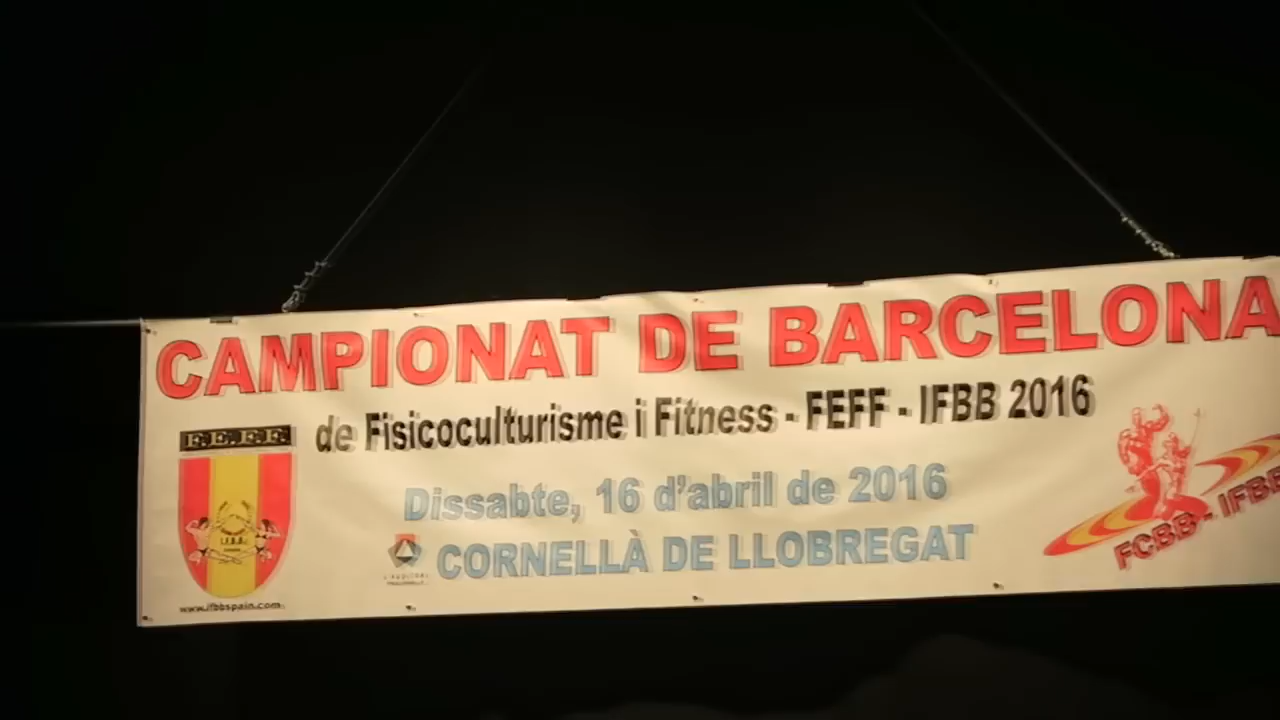 CAMPIONAT DE BARCELONA
de Fisicoculturisme i Fitness - FEFF - IFBB 2016
Dissabte, 16 d'abril de 2016
CORNELLÀ DE LLOBREGAT
L'AUDITORI
www.ifbbspain.com
FCBB - IFBB